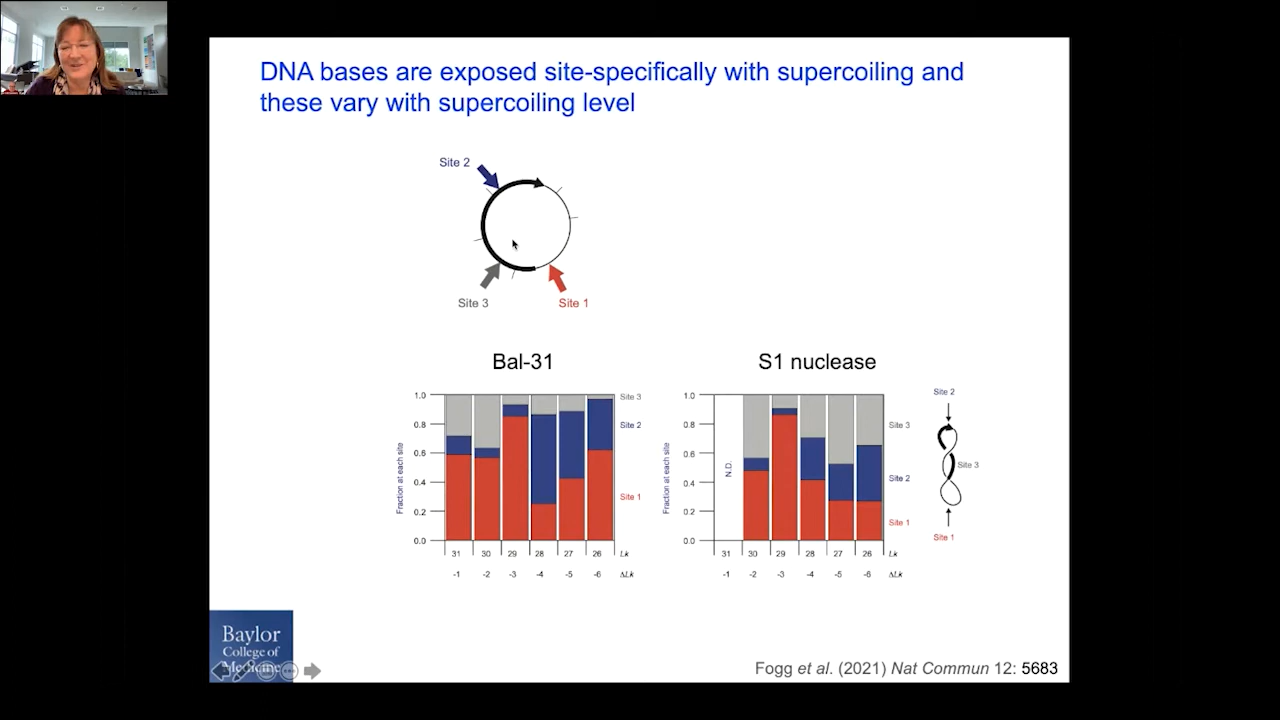 DNA bases are exposed site-specifically with supercoiling and
these vary with supercoiling level
Site 2
Site 3
Site 1
Bal-31
Fraction at each site
1.0
0.8
0.6
0.4
0.2
0.0
Site 3
Site 2
Site 1
31 30 29 28 27 26 Lk
-1 -2 -3 -4 -5 -6 ΔLk
S1 nuclease
Fraction at each site
1.0
0.8
0.6
0.4
0.2
0.0
N.D.
Site 3
Site 2
Site 1
31 30 29 28 27 26 Lk
-1 -2 -3 -4 -5 -6 ΔLk
Site 2
Site 3
Site 1
Baylor
College of
Medicine
Fogg et al. (2021) Nat Commun 12: 5683